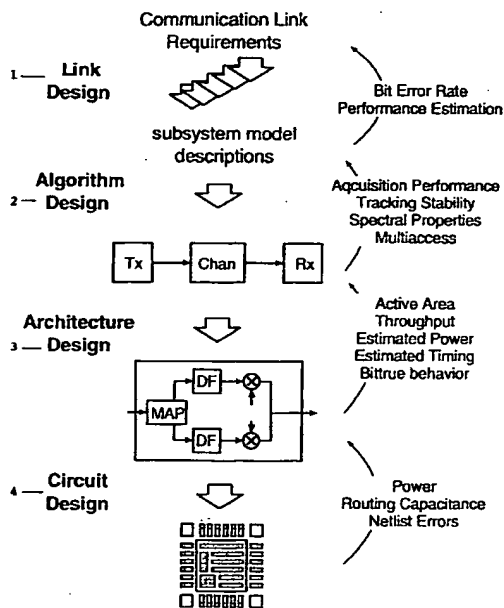 Communication Link
Requirements
1 — Link
Design
Bit Error Rate
Performance Estimation
subsystem model
descriptions
2 — Algorithm
Design
Aqcuisition Performance
Tracking Stability
Spectral Properties
Multiaccess
Tx
Chan
Rx
3 — Architecture
Design
Active Area
Throughput
Estimated Power
Estimated Timing
Bittrue behavior
DF
MAP
DF
4 — Circuit
Design
Power
Routing Capacitance
Netlist Errors